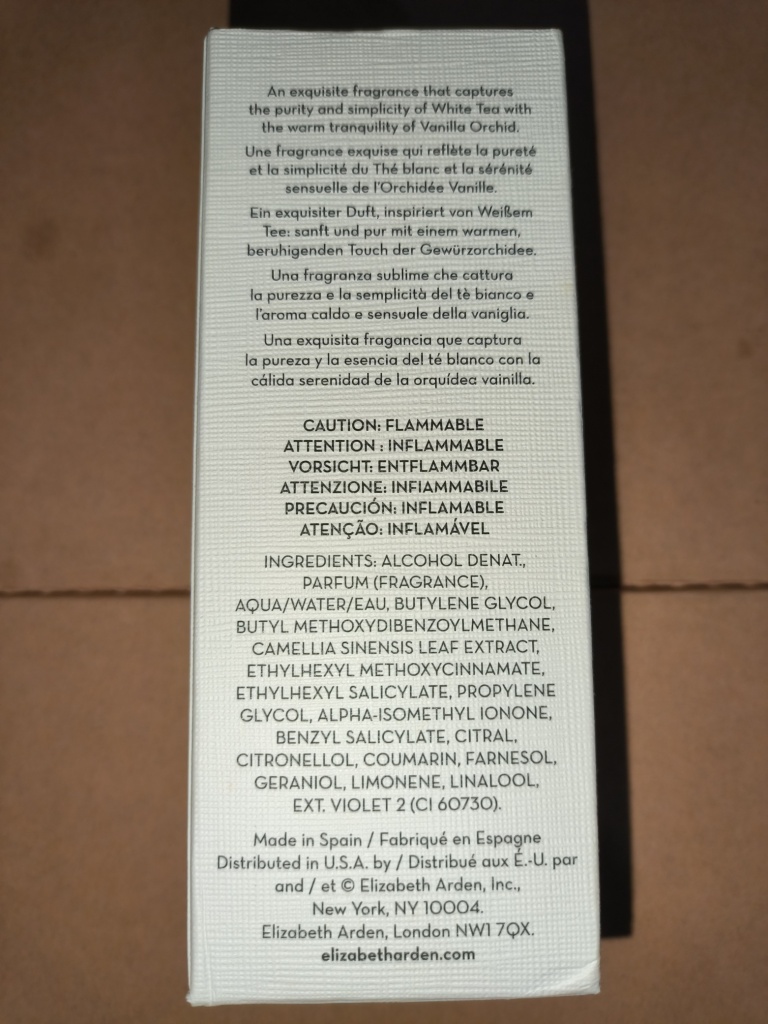 An exquisite fragrance that captures
the purity and simplicity of White Tea with
the warm tranquility of Vanilla Orchid.
Une fragrance exquise qui reflète la pureté
et la simplicité du Thé blanc et la sérénité
sensuelle de l'Orchidée Vanille.
Ein exquisiter Duft, inspiriert von Weißem
Tee: sanft und pur mit einem warmen,
beruhigenden Touch der Gewürzorchidee.
Una fragranza sublime che cattura
la purezza e la semplicità del tè bianco e
l'aroma caldo e sensuale della vaniglia.
Una exquisita fragancia que captura
la pureza y la esencia del té blanco con la
cálida serenidad de la orquídea vainilla.
CAUTION: FLAMMABLE
ATTENTION : INFLAMMABLE
VORSICHT: ENTFLAMMBAR
ATTENZIONE: INFIAMMABILE
PRECAUCIÓN: INFLAMABLE
ATENÇÃO: INFLAMÁVEL
INGREDIENTS: ALCOHOL DENAT.,
PARFUM (FRAGRANCE),
AQUA/WATER/EAU, BUTYLENE GLYCOL,
BUTYL METHOXYDIBENZOYLMETHANE,
CAMELLIA SINENSIS LEAF EXTRACT,
ETHYLHEXYL METHOXYCINNAMATE,
ETHYLHEXYL SALICYLATE, PROPYLENE
GLYCOL, ALPHA-ISOMETHYL IONONE,
BENZYL SALICYLATE, CITRAL,
CITRONELLOL, COUMARIN, FARNESOL,
GERANIOL, LIMONENE, LINALOOL,
EXT. VIOLET 2 (CI 60730).
Made in Spain / Fabriqué en Espagne
Distributed in U.S.A. by / Distribué aux É.-U. par
and / et © Elizabeth Arden, Inc.,
New York, NY 10004.
Elizabeth Arden, London NW1 7QX.
elizabetharden.com